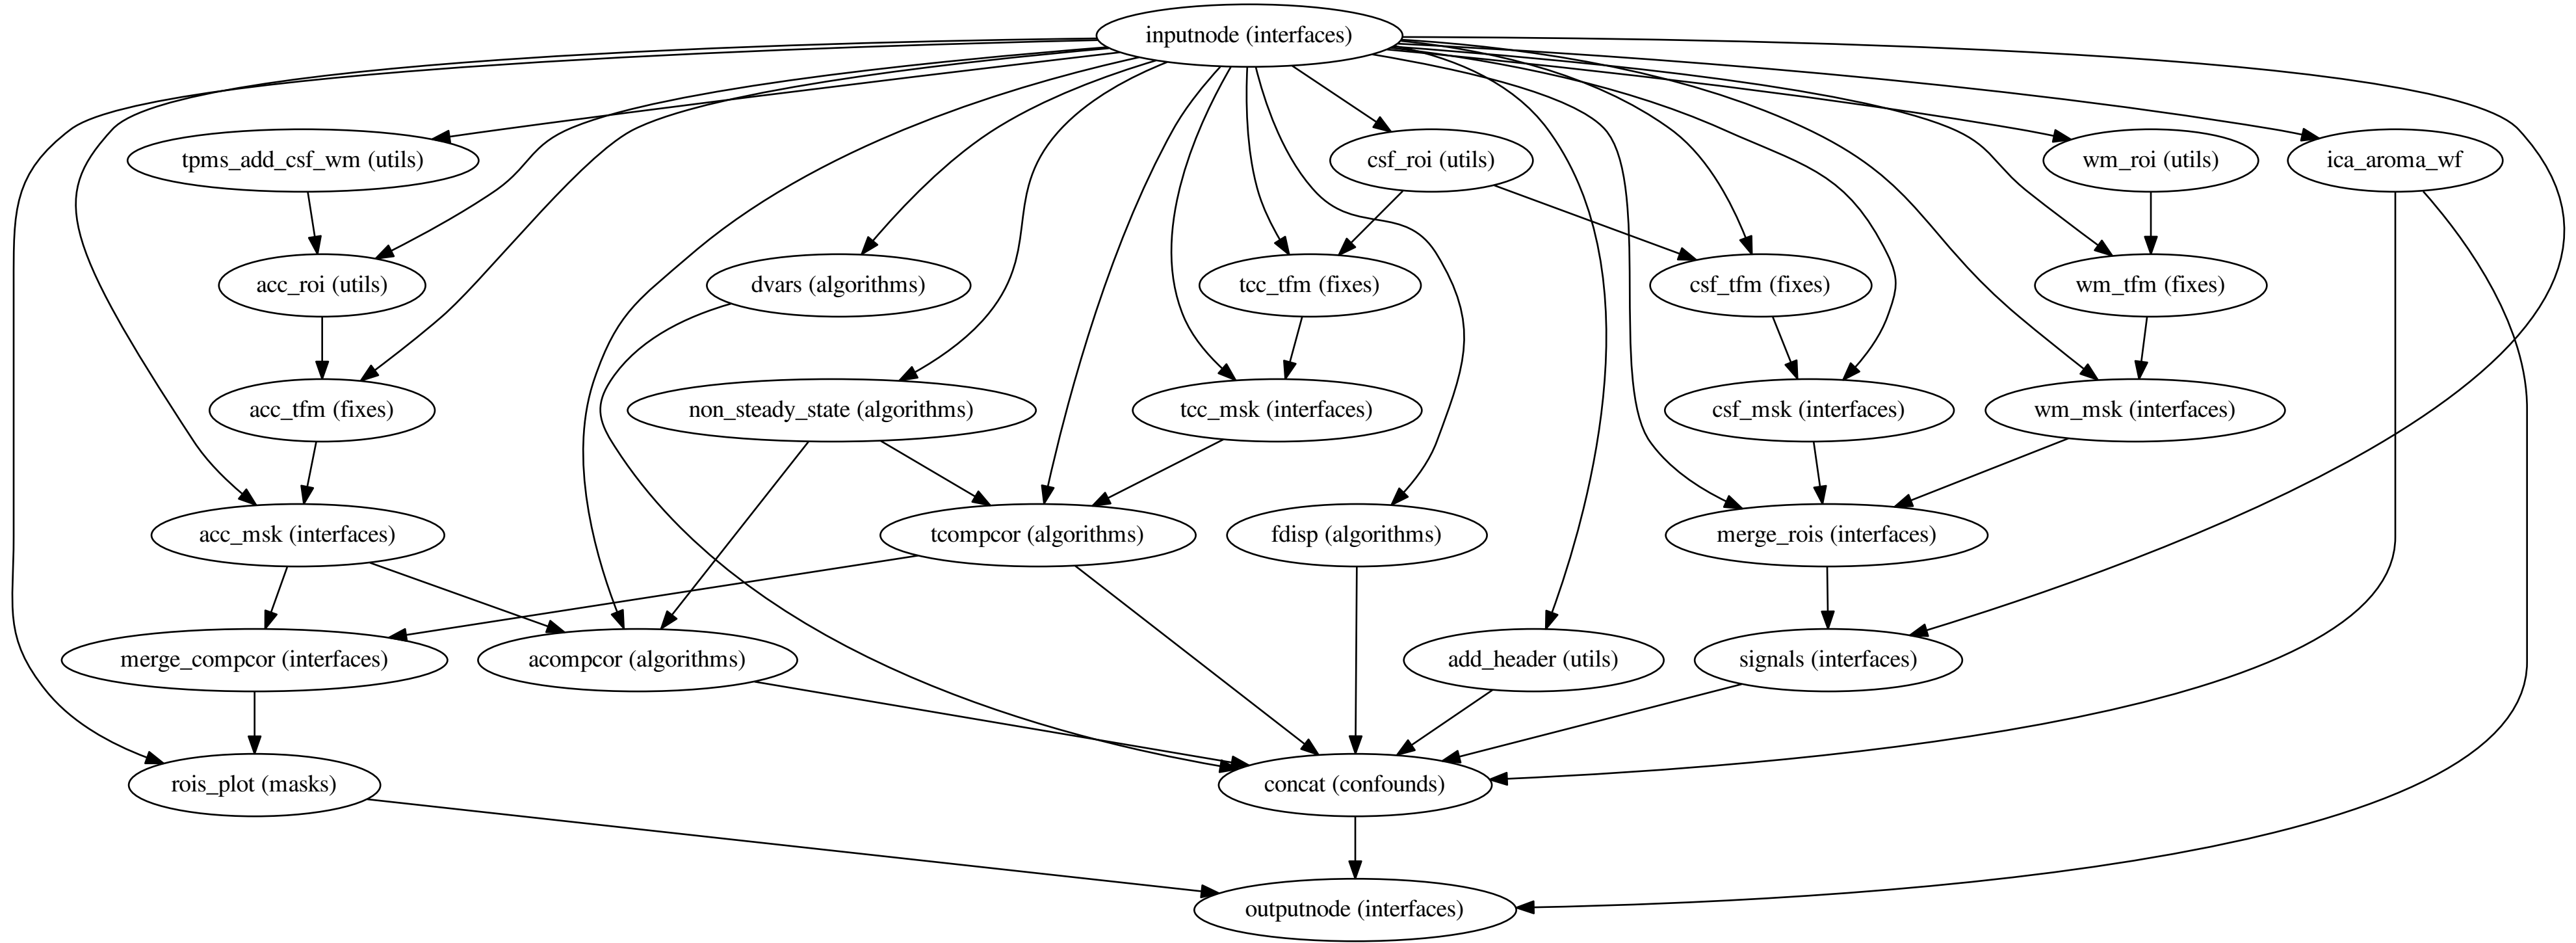 inputnode (interfaces)
tpms_add_csf_wm (utils)
csf_roi (utils)
wm_roi (utils)
ica_aroma_wf
acc_roi (utils)
dvars (algorithms)
tcc_tfm (fixes)
csf_tfm (fixes)
wm_tfm (fixes)
acc_tfm (fixes)
non_steady_state (algorithms)
tcc_msk (interfaces)
csf_msk (interfaces)
wm_msk (interfaces)
acc_msk (interfaces)
tcompcor (algorithms)
fdisp (algorithms)
merge_rois (interfaces)
merge_compcor (interfaces)
acompcor (algorithms)
add_header (utils)
signals (interfaces)
rois_plot (masks)
concat (confounds)
outputnode (interfaces)